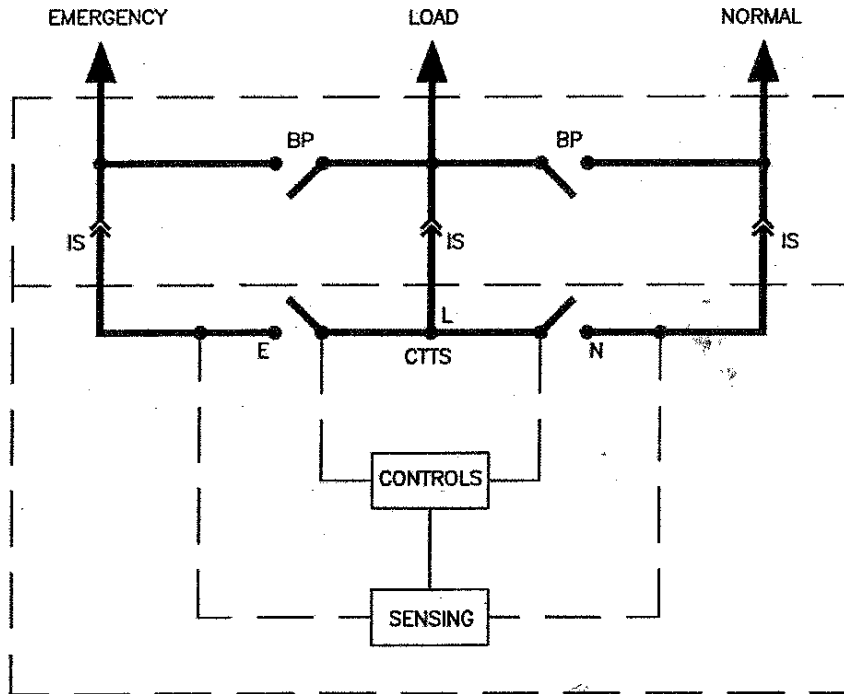 EMERGENCY LOAD NORMAL
BP BP
IS IS IS
L
E CTTS N
CONTROLS
SENSING